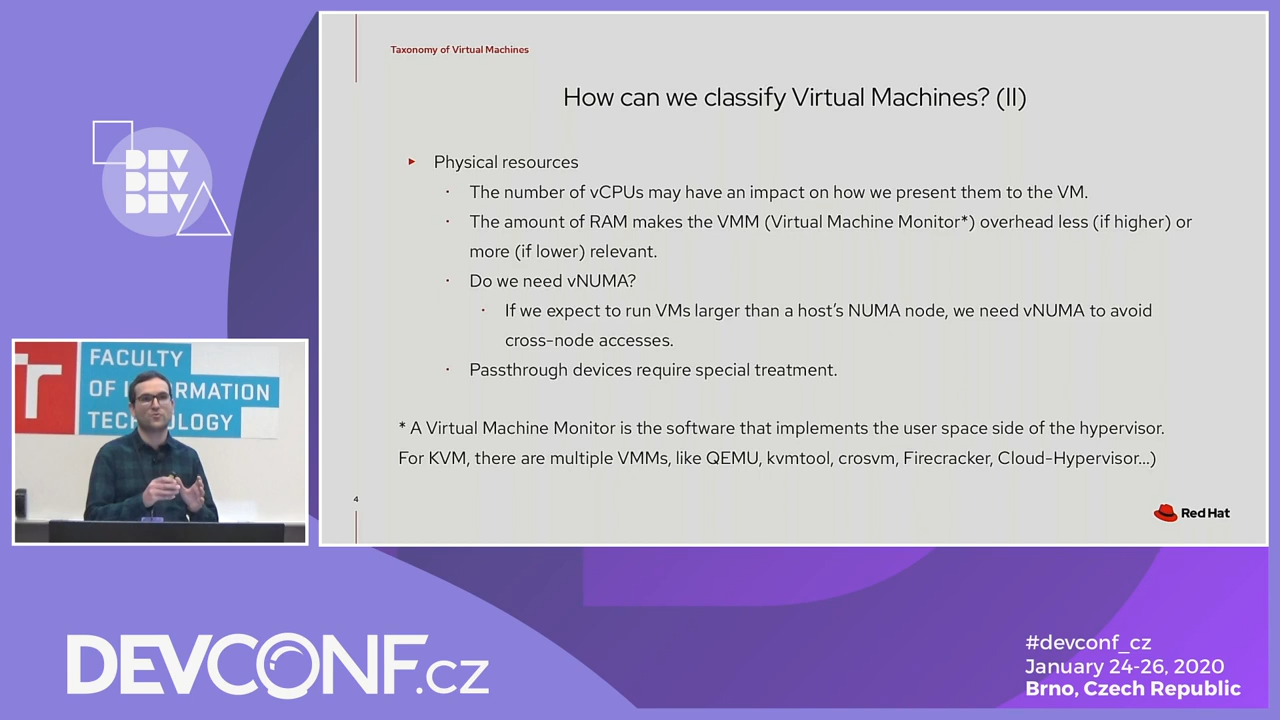 Taxonomy of Virtual Machines
How can we classify Virtual Machines? (II)
Physical resources
The number of vCPUs may have an impact on how we present them to the VM.
The amount of RAM makes the VMM (Virtual Machine Monitor*) overhead less (if higher) or
more (if lower) relevant.
Do we need vNUMA?
If we expect to run VMs larger than a host’s NUMA node, we need vNUMA to avoid
cross-node accesses.
Passthrough devices require special treatment.
* A Virtual Machine Monitor is the software that implements the user space side of the hypervisor.
For KVM, there are multiple VMMs, like QEMU, kvmtool, crosvm, Firecracker, Cloud-Hypervisor...)
4
Red Hat
DEV
DEV
DEV
FACULTY
OF INFORMATION
TECHNOLOGY
DEVCONF.cz
#devconf_cz
January 24-26, 2020
Brno, Czech Republic